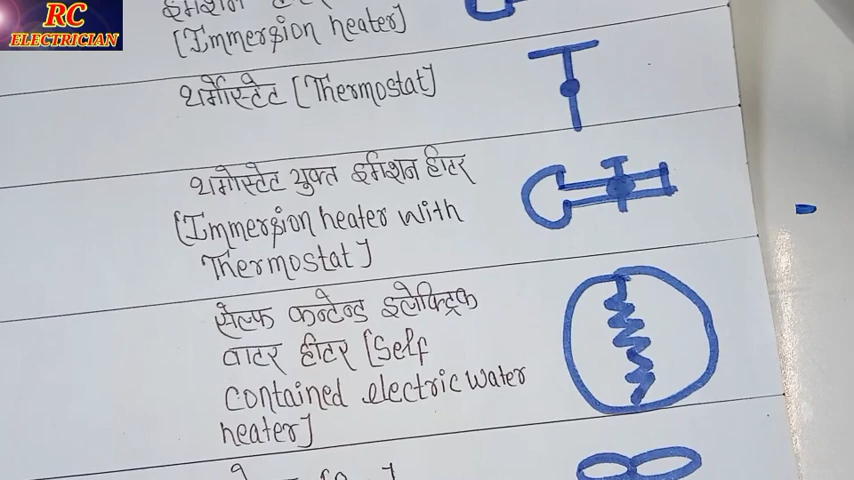 RC
ELECTRICIAN
हीटर
[Immersion heater]
थर्मोस्टेट [Thermostat]
थर्मोस्टेट युक्त इमर्शन हीटर
[Immersion heater with
Thermostat]
सेल्फ कन्टेन्ड इलेक्ट्रिक
वाटर हीटर [Self
contained electric water
heater]